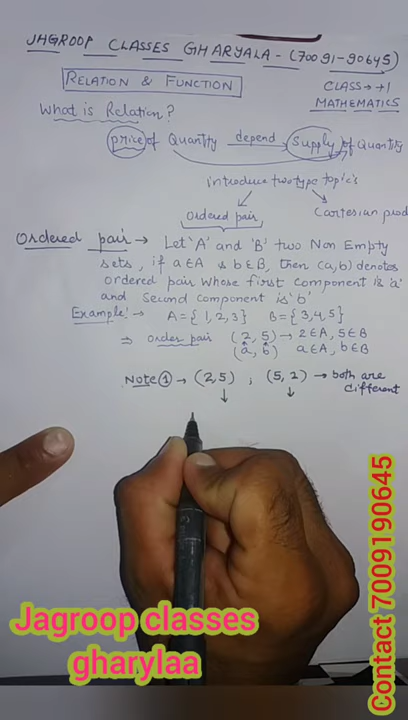 JAGROOP CLASSES GHARYALA - (70091-90645)
RELATION & FUNCTION
CLASS → +1
MATHEMATICS
What is Relation?
price of Quantity depend supply of Quantity
introduce two type topics
Ordered pair
Cartesian prod
Ordered pair → Let 'A' and 'B' two Non Empty
sets, if a∈A & b∈B, then (a,b) denotes
ordered pair whose first component is 'a'
and second component is 'b'
Example:→ A={1,2,3} B={3,4,5}
⇒ order pair (2, 5) → 2∈A, 5∈B
(a, b) a∈A, b∈B
Note① → (2,5) , (5,2) → both are
different
Jagroop classes
gharylaa
Contact 7009190645